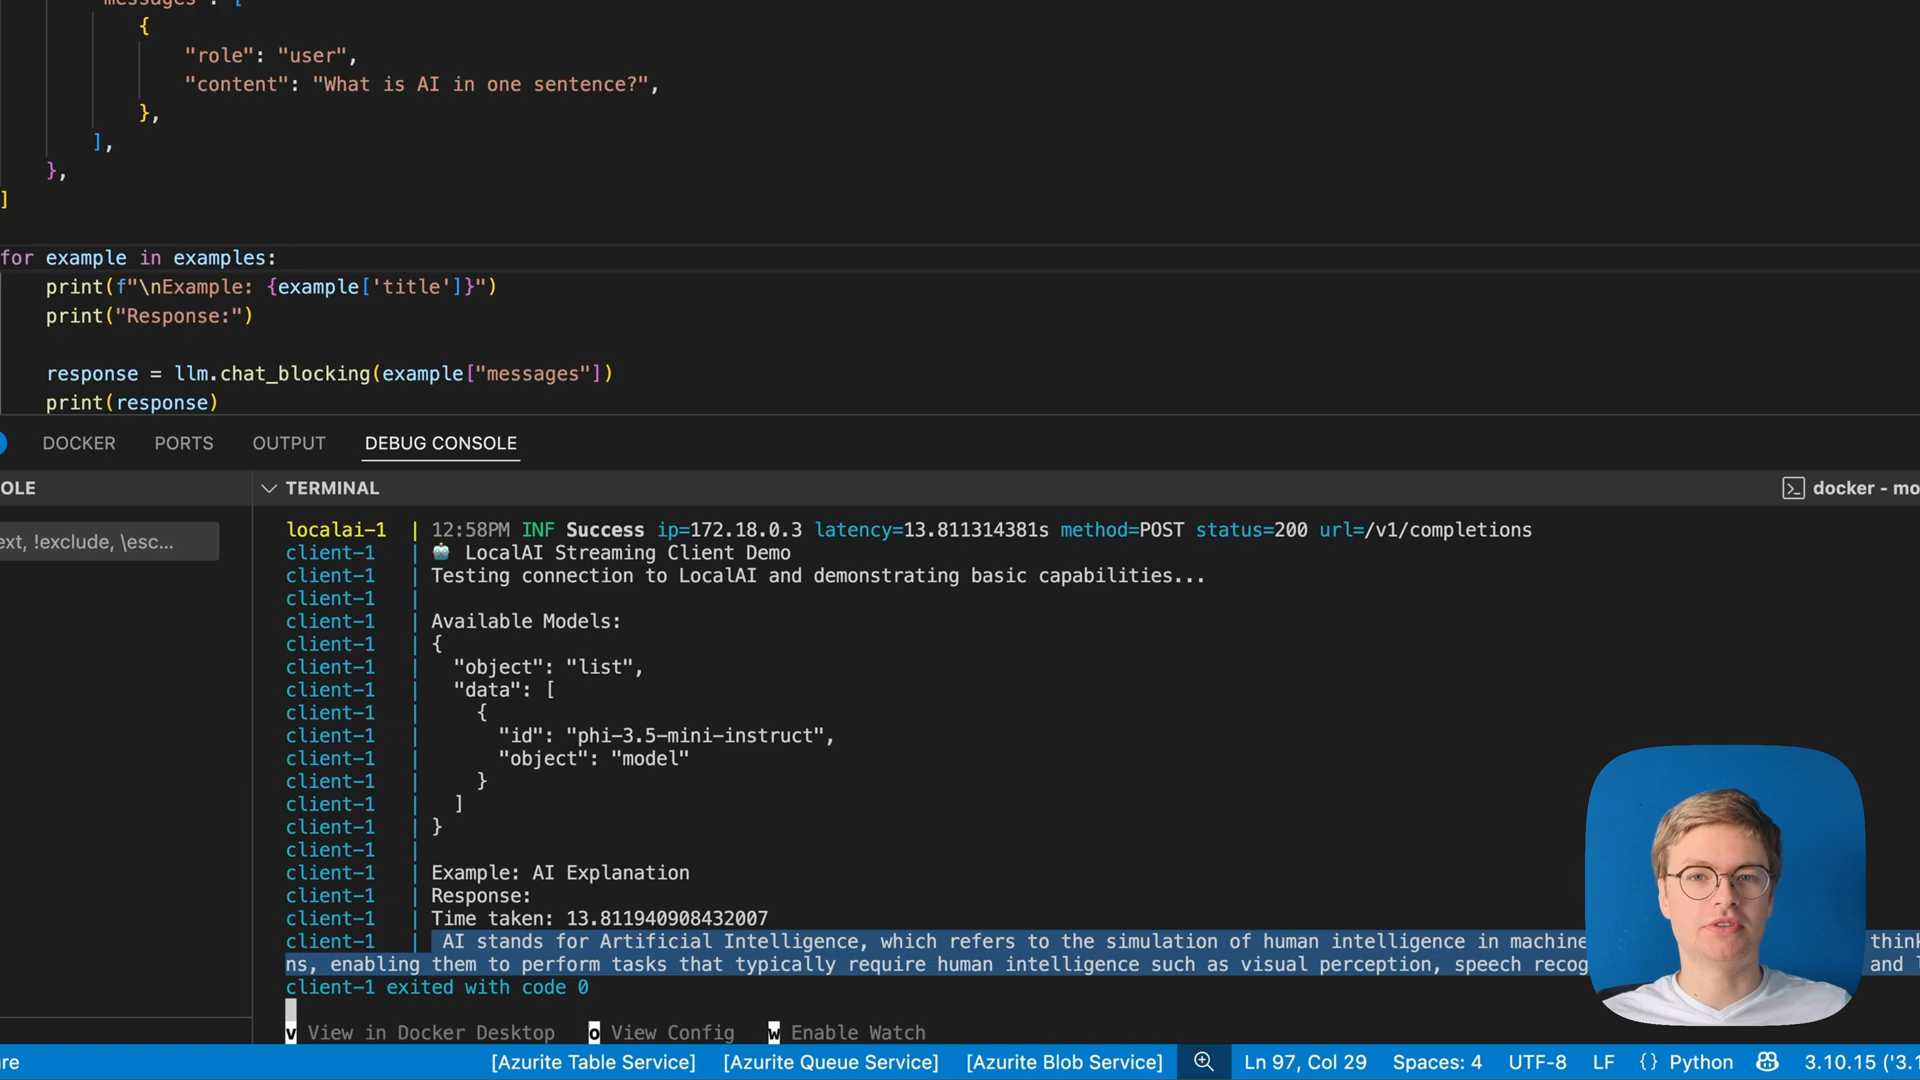 "messages": [
{
"role": "user",
"content": "What is AI in one sentence?",
},
],
},
]
for example in examples:
print(f"\nExample: {example['title']}")
print("Response:")
response = llm.chat_blocking(example["messages"])
print(response)
DOCKER PORTS OUTPUT DEBUG CONSOLE
OLE
TERMINAL
docker - mo
ext, !exclude, \esc...
localai-1 | 12:58PM INF Success ip=172.18.0.3 latency=13.811314381s method=POST status=200 url=/v1/completions
client-1 | 🤖 LocalAI Streaming Client Demo
client-1 | Testing connection to LocalAI and demonstrating basic capabilities...
client-1 |
client-1 | Available Models:
client-1 | {
client-1 | "object": "list",
client-1 | "data": [
client-1 | {
client-1 | "id": "phi-3.5-mini-instruct",
client-1 | "object": "model"
client-1 | }
client-1 | ]
client-1 | }
client-1 |
client-1 | Example: AI Explanation
client-1 | Response:
client-1 | Time taken: 13.811940908432007
client-1 | AI stands for Artificial Intelligence, which refers to the simulation of human intelligence in machine think
ns, enabling them to perform tasks that typically require human intelligence such as visual perception, speech recog and l
client-1 exited with code 0
v View in Docker Desktop o View Config w Enable Watch
re [Azurite Table Service] [Azurite Queue Service] [Azurite Blob Service] Ln 97, Col 29 Spaces: 4 UTF-8 LF {} Python 3.10.15 ('3.1